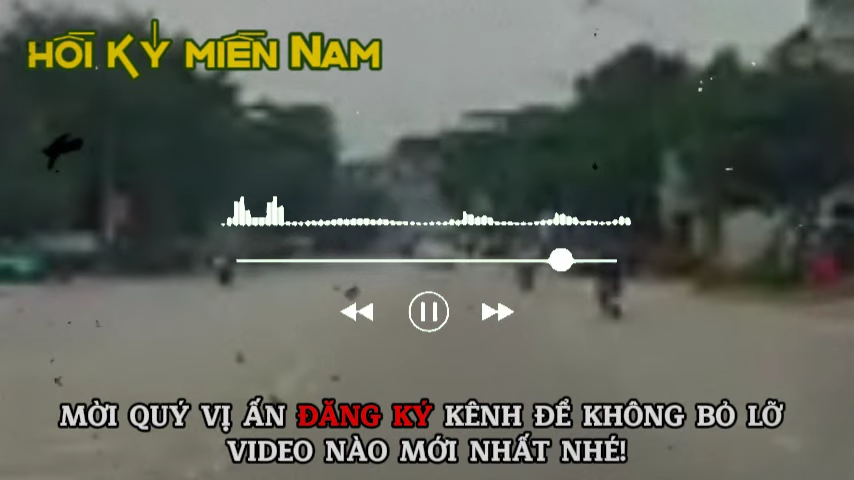 HỒI KÝ MIỀN NAM
MỜI QUÝ VỊ ẤN ĐĂNG KÝ KÊNH ĐỂ KHÔNG BỎ LỠ
VIDEO NÀO MỚI NHẤT NHÉ!